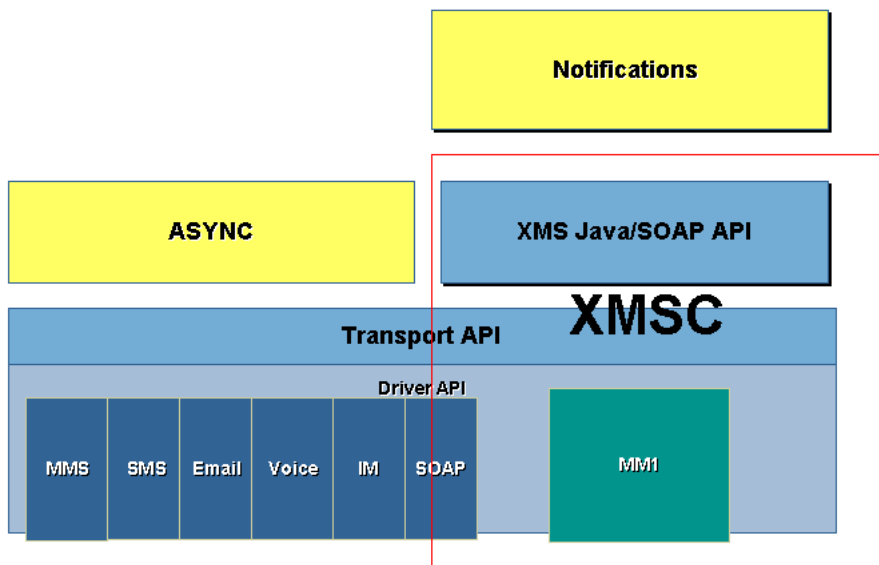 Notifications
ASYNC
XMS Java/SOAP API
XMSC
Transport API
Driver API
MMS
SMS
Email
Voice
IM
SOAP
MM1